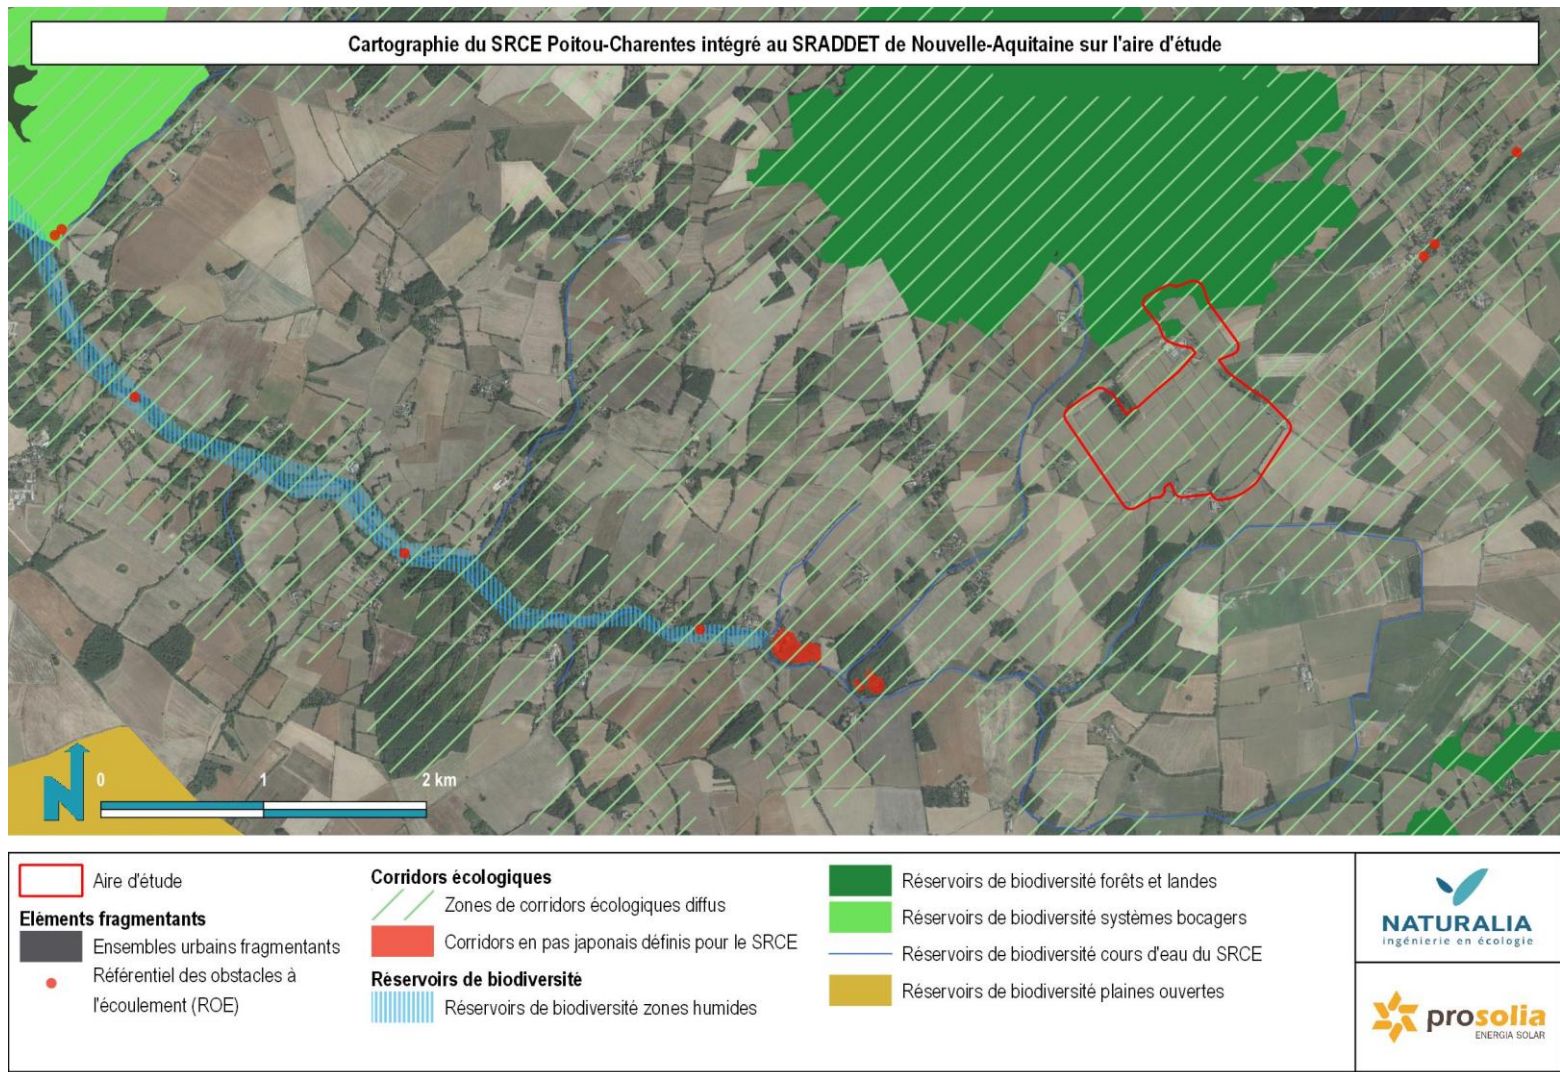 Cartographie du SRCE Poitou-Charentes intégré au SRADDET de Nouvelle-Aquitaine sur l'aire d'étude
N
0 1 2 km
Aire d'étude
Eléments fragmentants
Ensembles urbains fragmentants
Référentiel des obstacles à
l'écoulement (ROE)
Corridors écologiques
Zones de corridors écologiques diffus
Corridors en pas japonais définis pour le SRCE
Réservoirs de biodiversité
Réservoirs de biodiversité zones humides
Réservoirs de biodiversité forêts et landes
Réservoirs de biodiversité systèmes bocagers
Réservoirs de biodiversité cours d'eau du SRCE
Réservoirs de biodiversité plaines ouvertes
NATURALIA
ingénierie en écologie
prosolia
ENERGIA SOLAR